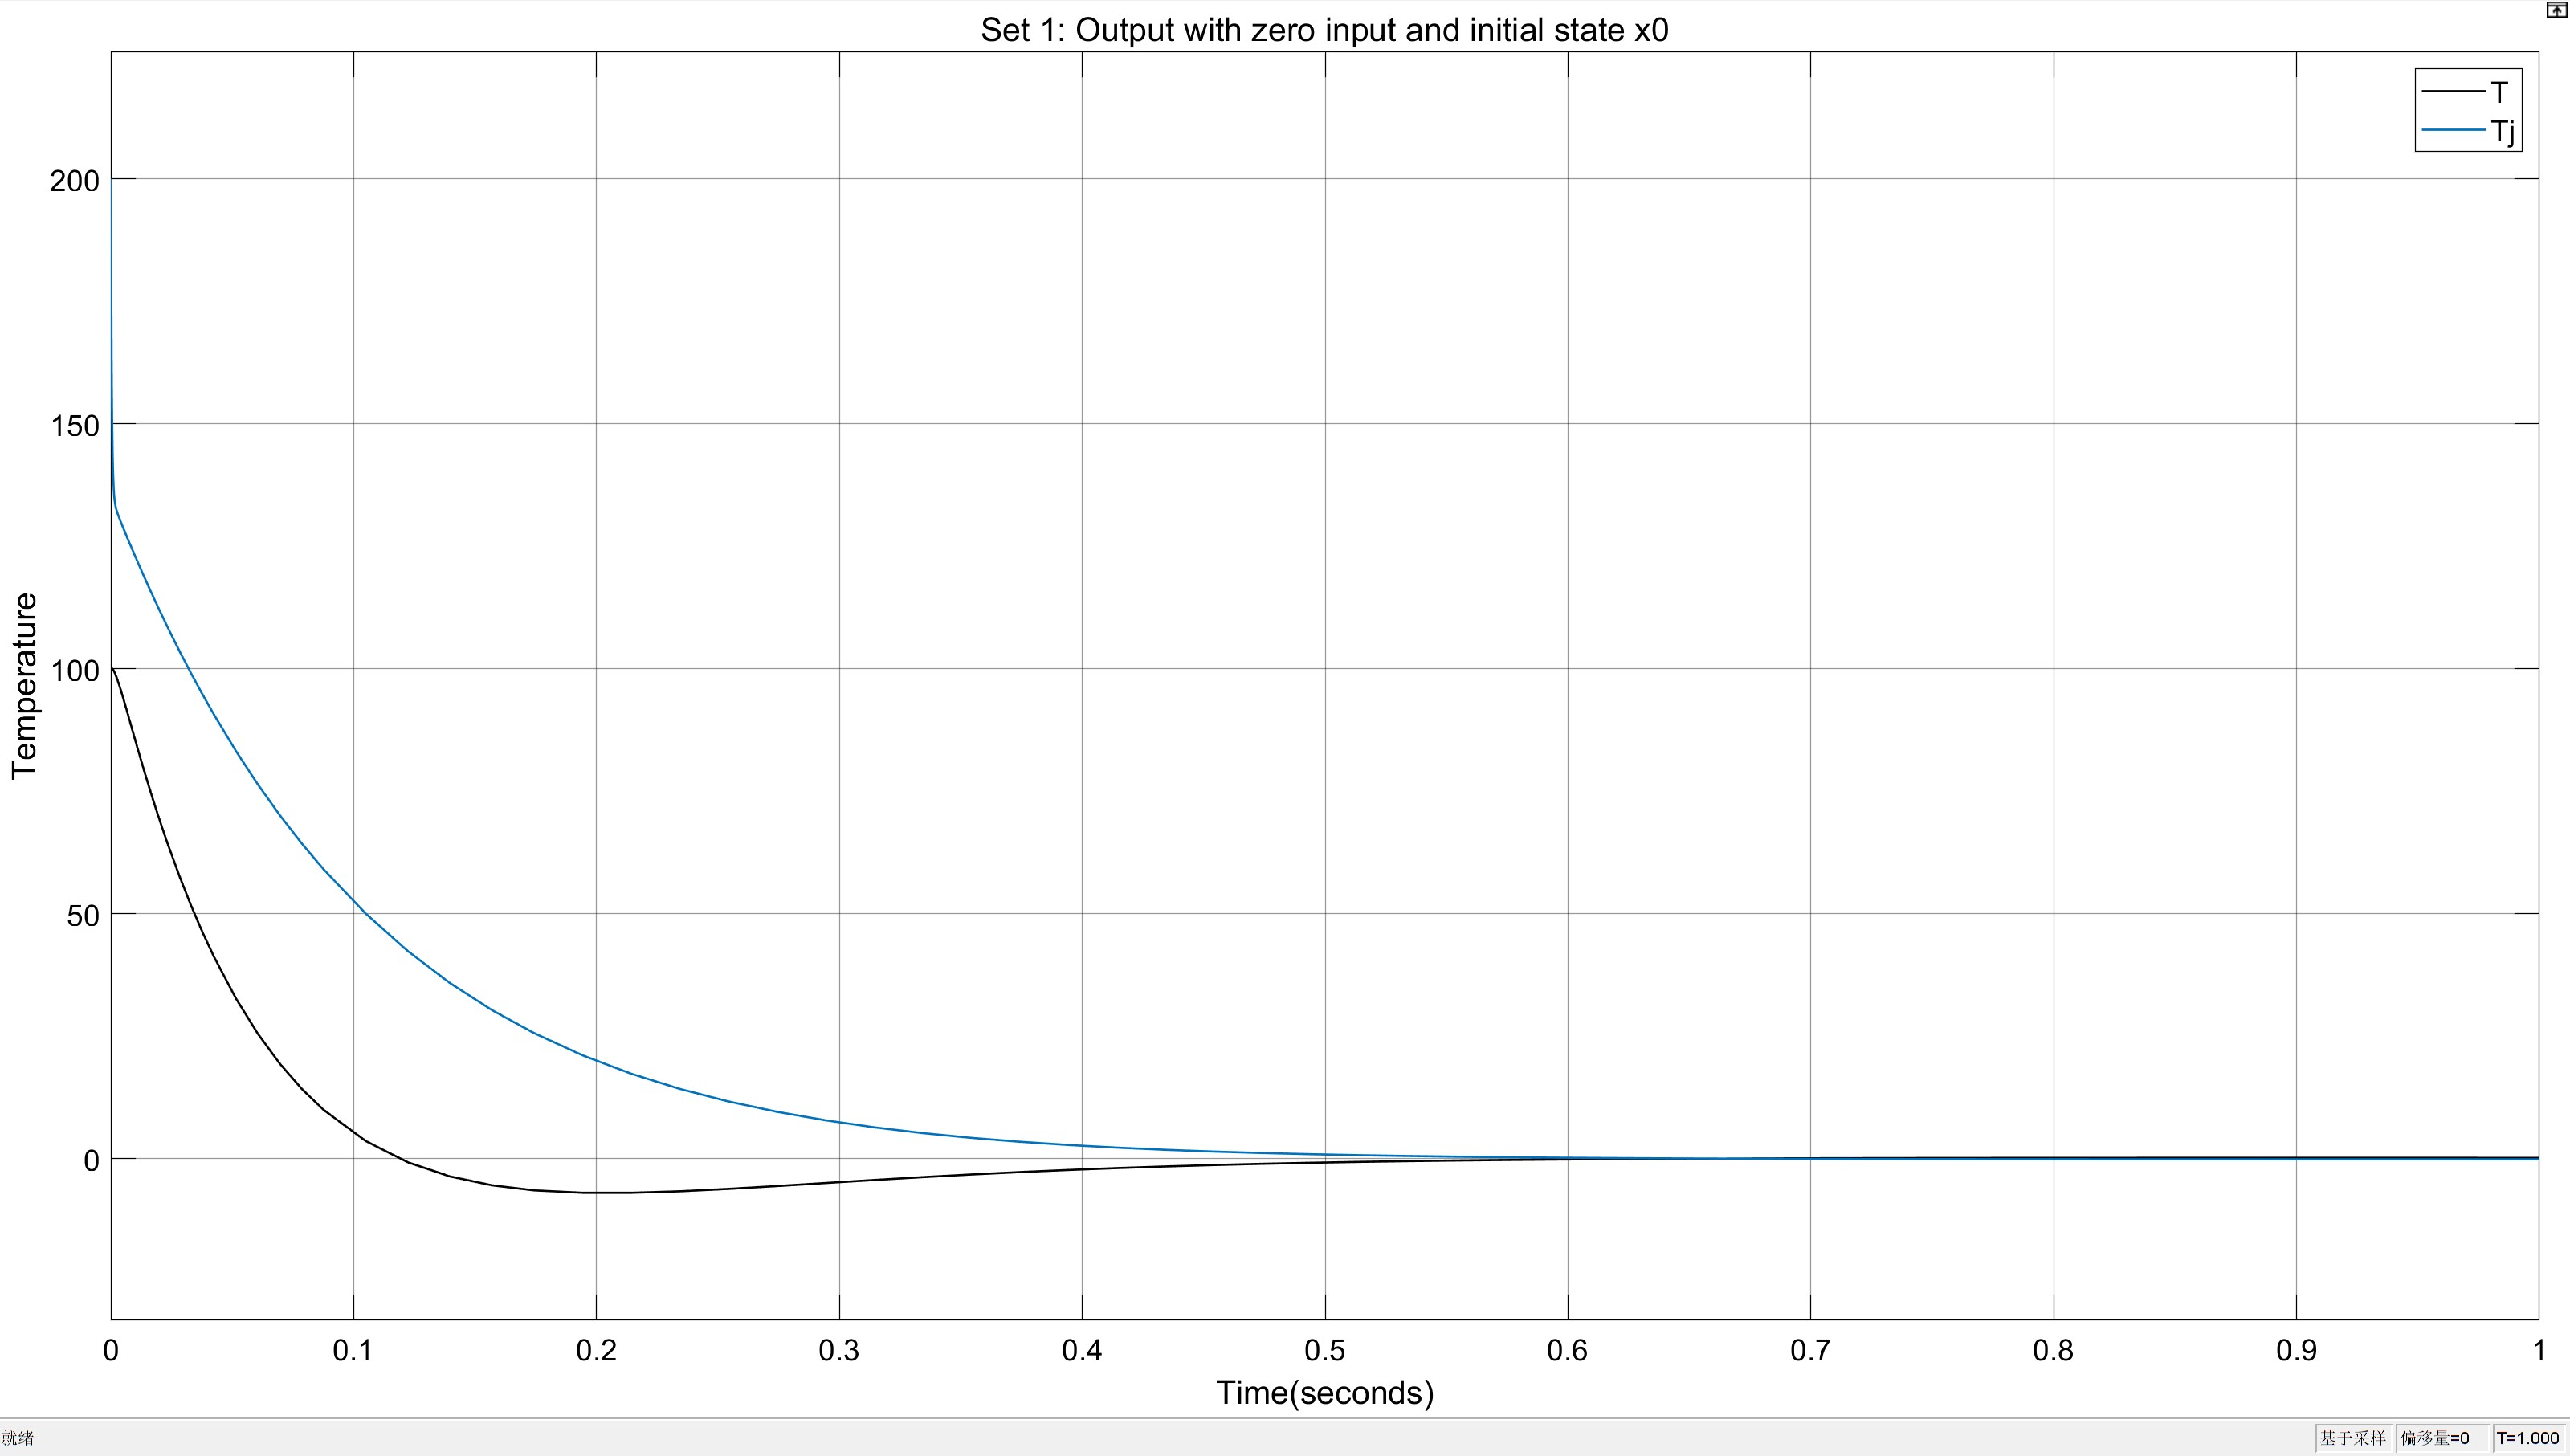 Set 1: Output with zero input and initial state x0
T
Tj
200
150
100
50
0
Temperature
0 0.1 0.2 0.3 0.4 0.5 0.6 0.7 0.8 0.9 1
Time(seconds)
就绪 基于采样 偏移量=0 T=1.000